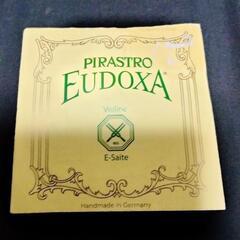 PIRASTRO
EUDOXA
Violine
E-Saite
Handmade in Germany